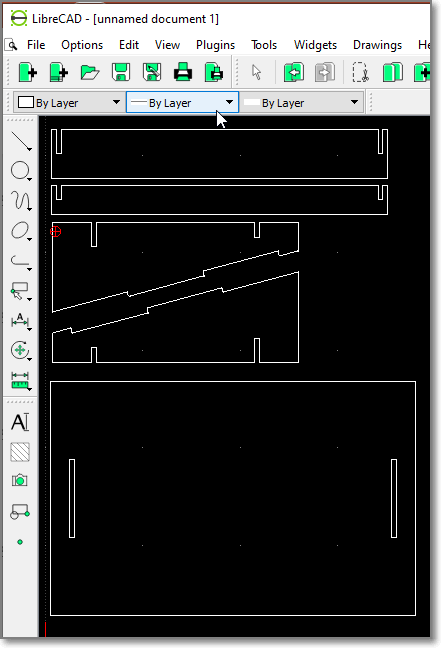 LibreCAD - [unnamed document 1]
File Options Edit View Plugins Tools Widgets Drawings
By Layer By Layer By Layer
A
A